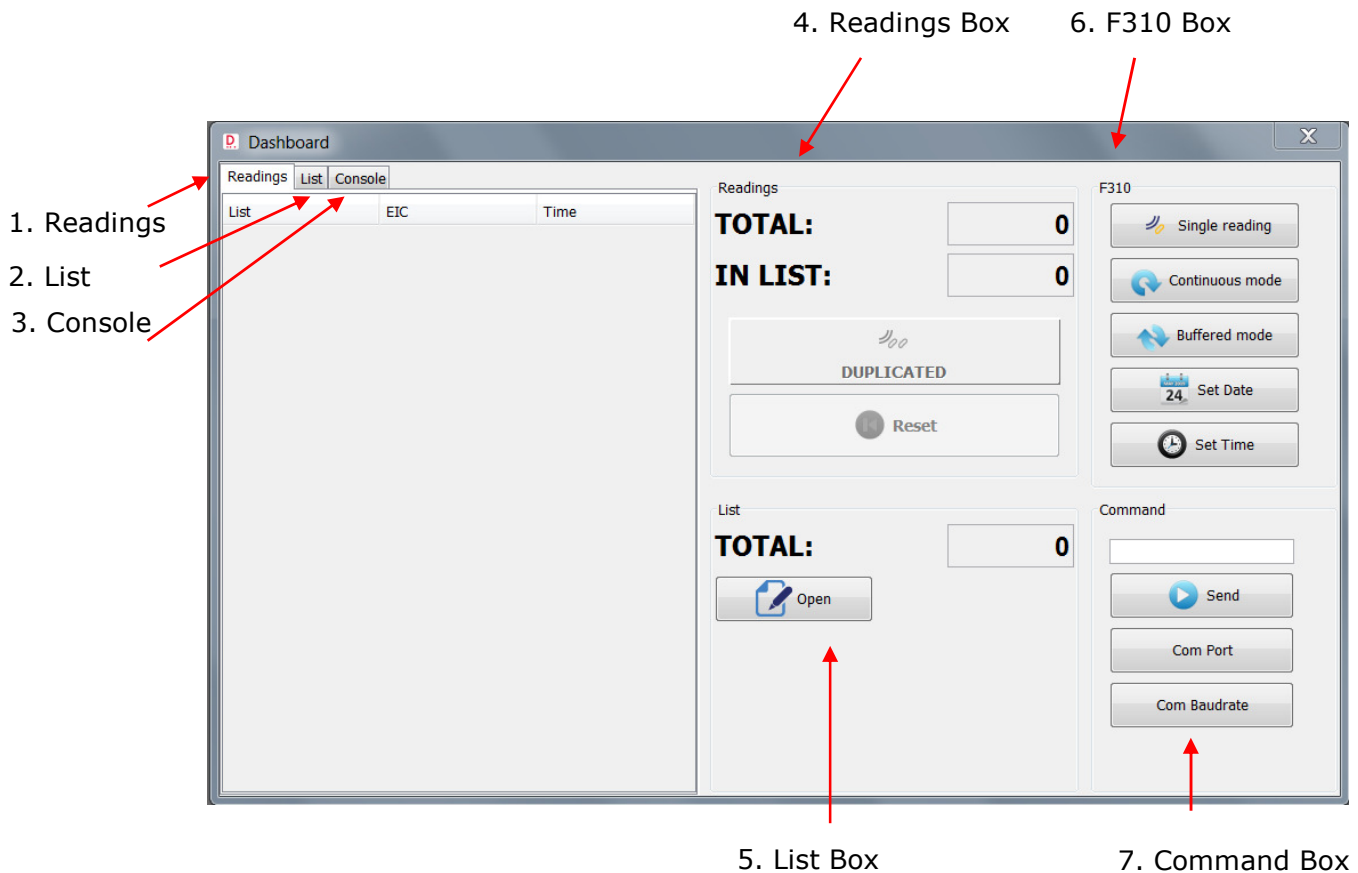 4. Readings Box
6. F310 Box
Dashboard
Readings List Console
1. Readings
2. List
3. Console
List EIC Time
Readings
TOTAL: 0
IN LIST: 0
DUPLICATED
Reset
List
TOTAL: 0
Open
F310
Single reading
Continuous mode
Buffered mode
24 Set Date
Set Time
Command
Send
Com Port
Com Baudrate
5. List Box
7. Command Box